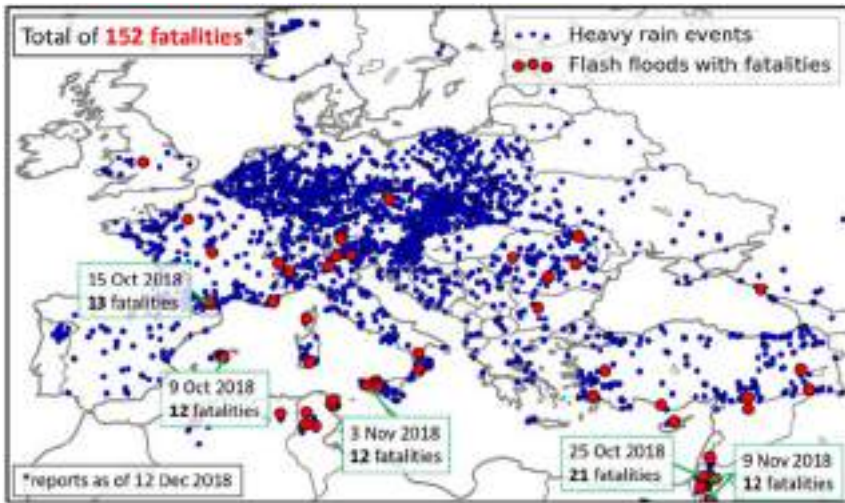 Total of 152 fatalities*
Heavy rain events
Flash floods with fatalities
15 Oct 2018
13 fatalities
9 Oct 2018
12 fatalities
3 Nov 2018
12 fatalities
25 Oct 2018
21 fatalities
9 Nov 2018
12 fatalities
*reports as of 12 Dec 2018